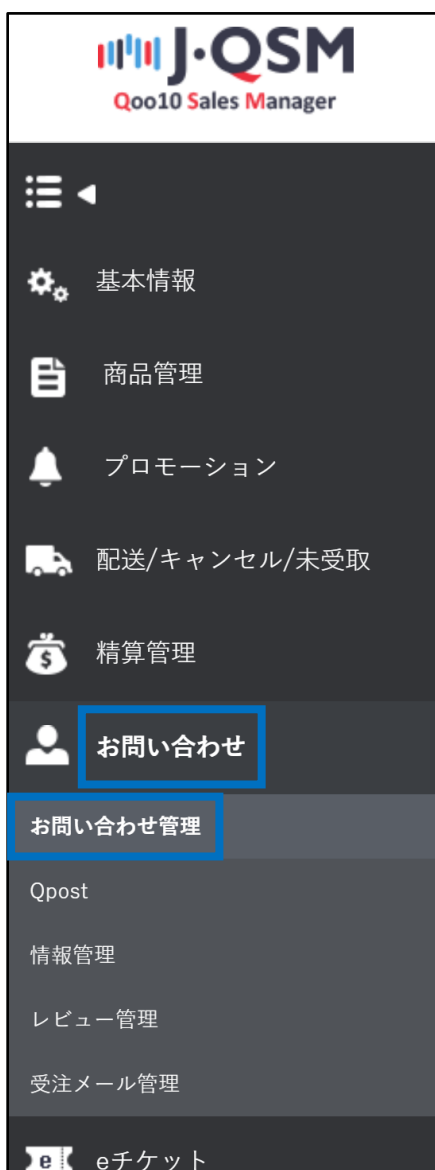 J·QSM
Qoo10 Sales Manager
基本情報
商品管理
プロモーション
配送/キャンセル/未受取
$
精算管理
お問い合わせ
お問い合わせ管理
Qpost
情報管理
レビュー管理
受注メール管理
e eチケット